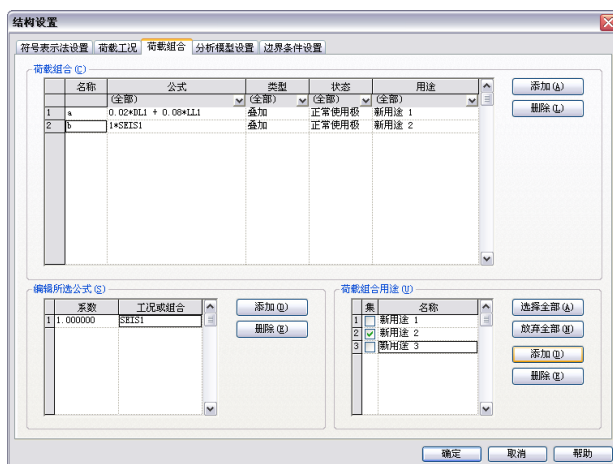 结构设置
符号表示法设置 荷载工况 荷载组合 分析模型设置 边界条件设置
荷载组合(C)
名称 公式 类型 状态 用途
(全部) (全部) (全部) (全部)
1 a 0.02*DL1 + 0.08*LL1 叠加 正常使用极 新用途 1
2 b 1*SEIS1 叠加 正常使用极 新用途 2
添加(A)
删除(L)
编辑所选公式(S)
系数 工况或组合
1 1.000000 SEIS1
添加(D)
删除(E)
荷载组合用途(U)
集 名称
1 新用途 1
2 新用途 2
3 新用途 3
选择全部(A)
放弃全部(N)
添加(D)
删除(E)
确定 取消 帮助